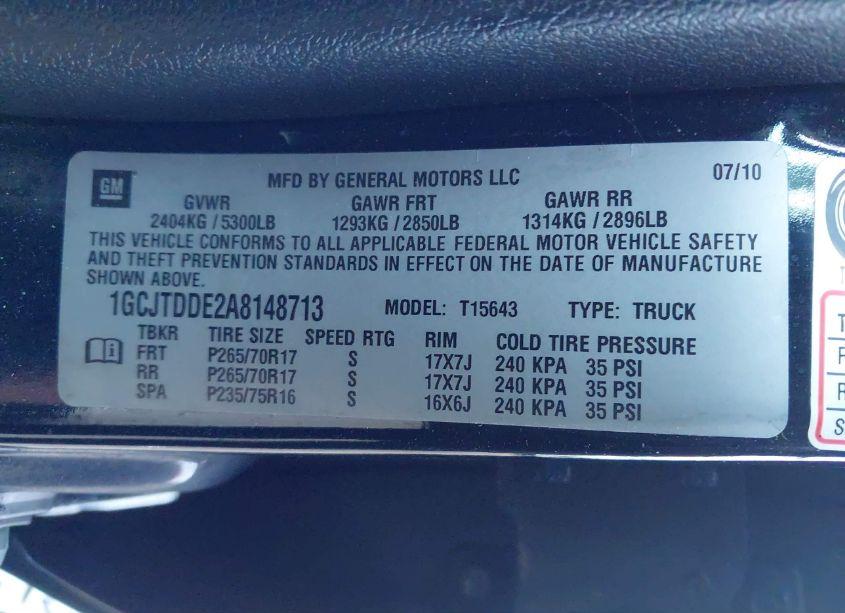 GM
MFD BY GENERAL MOTORS LLC 07/10
GVWR GAWR FRT GAWR RR
2404KG / 5300LB 1293KG / 2850LB 1314KG / 2896LB
THIS VEHICLE CONFORMS TO ALL APPLICABLE FEDERAL MOTOR VEHICLE SAFETY
AND THEFT PREVENTION STANDARDS IN EFFECT ON THE DATE OF MANUFACTURE
SHOWN ABOVE.
1GCJTDDE2A8148713 MODEL: T15643 TYPE: TRUCK
TBKR TIRE SIZE SPEED RTG RIM COLD TIRE PRESSURE
FRT P265/70R17 S 17X7J 240 KPA 35 PSI
RR P265/70R17 S 17X7J 240 KPA 35 PSI
SPA P235/75R16 S 16X6J 240 KPA 35 PSI